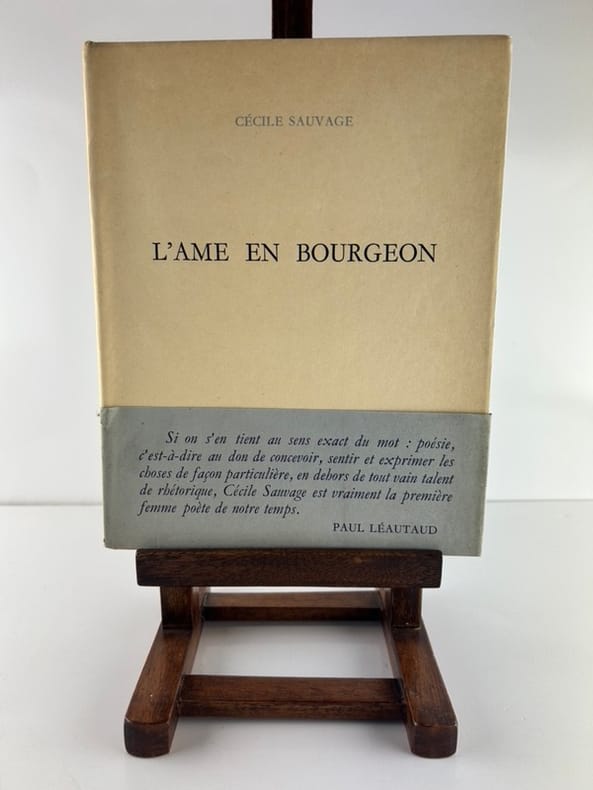 CÉCILE SAUVAGE
L'AME EN BOURGEON
Si on s'en tient au sens exact du mot : poésie,
c'est-à-dire au don de concevoir, sentir et exprimer les
choses de façon particulière, en dehors de tout vain talent
de rhétorique, Cécile Sauvage est vraiment la première
femme poète de notre temps.
PAUL LÉAUTAUD